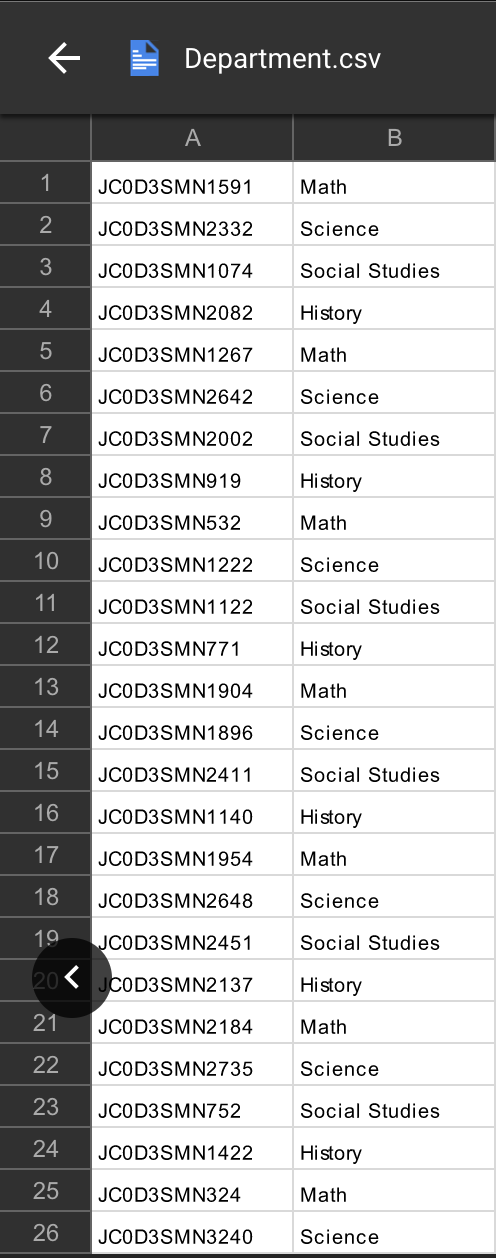 Department.csv
A B
1 JC0D3SMN1591 Math
2 JC0D3SMN2332 Science
3 JC0D3SMN1074 Social Studies
4 JC0D3SMN2082 History
5 JC0D3SMN1267 Math
6 JC0D3SMN2642 Science
7 JC0D3SMN2002 Social Studies
8 JC0D3SMN919 History
9 JC0D3SMN532 Math
10 JC0D3SMN1222 Science
11 JC0D3SMN1122 Social Studies
12 JC0D3SMN771 History
13 JC0D3SMN1904 Math
14 JC0D3SMN1896 Science
15 JC0D3SMN2411 Social Studies
16 JC0D3SMN1140 History
17 JC0D3SMN1954 Math
18 JC0D3SMN2648 Science
19 JC0D3SMN2451 Social Studies
20 JC0D3SMN2137 History
21 JC0D3SMN2184 Math
22 JC0D3SMN2735 Science
23 JC0D3SMN752 Social Studies
24 JC0D3SMN1422 History
25 JC0D3SMN324 Math
26 JC0D3SMN3240 Science